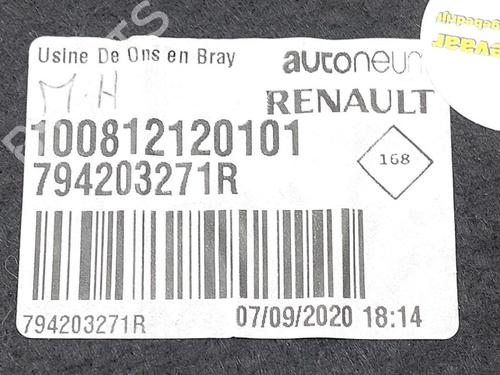 Usine De Ons en Bray
autoneum
M-H
RENAULT
100812120101
168
794203271R
794203271R
07/09/2020 18:14